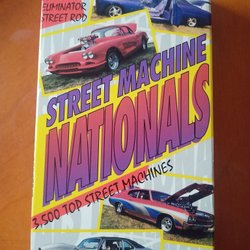 ELIMINATOR
STREET ROD
STREET MACHINE
NATIONALS
3,500 TOP STREET MACHINES